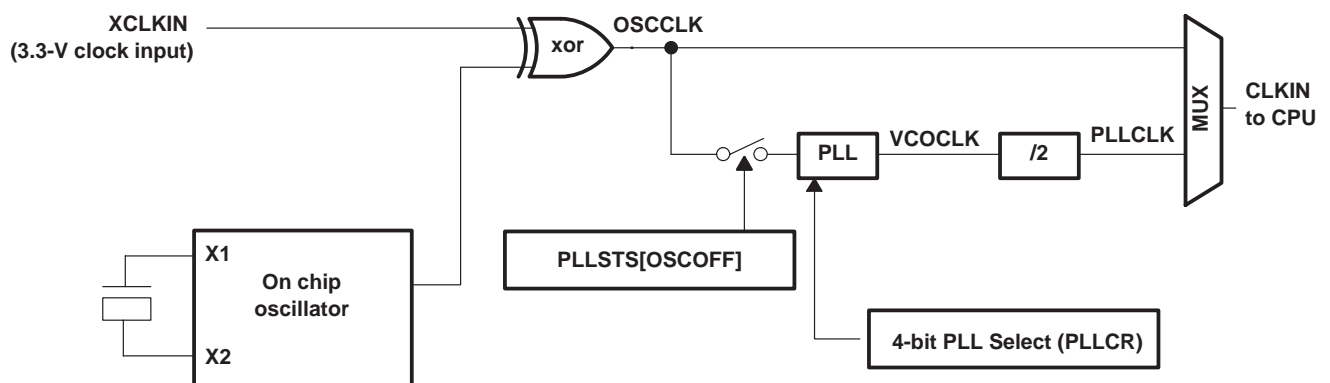 XCLKIN
(3.3-V clock input)
xor
OSCCLK
MUX
CLKIN
to CPU
PLL
VCOCLK
/2
PLLCLK
PLLSTS[OSCOFF]
X1
On chip
oscillator
X2
4-bit PLL Select (PLLCR)